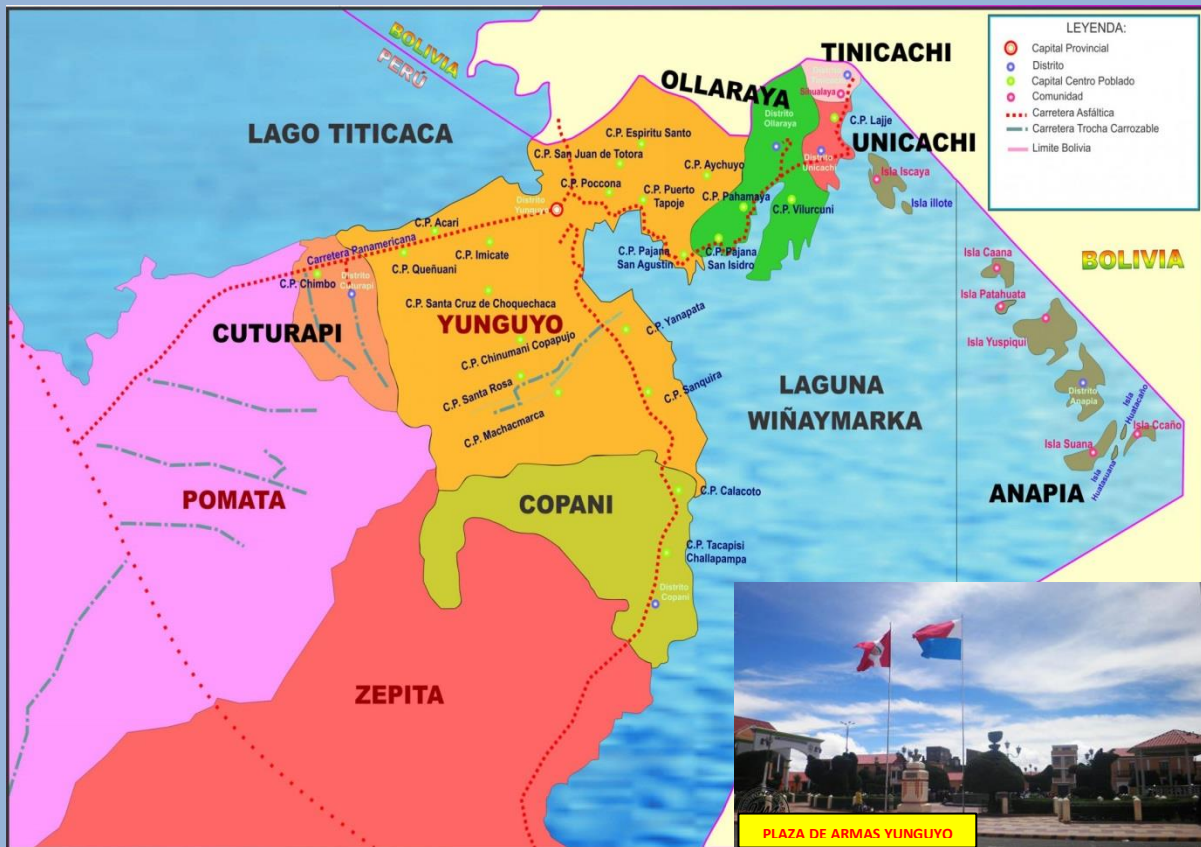 BOLIVIA
PERÚ
LAGO TITICACA
OLLARAYA
TINICACHI
UNICACHI
LEYENDA:
Capital Provincial
Distrito
Capital Centro Poblado
Comunidad
Carretera Asfáltica
Carretera Trocha Carrozable
Limite Bolivia
Sihualaya
C.P. Lajje
Distrito
Ollaraya
Distrito
Unicachi
C.P. Espiritu Santo
C.P. San Juan de Totora
C.P. Aychuyo
C.P. Poccona
C.P. Puerto
Tapoje
C.P. Pahamaya
C.P. Vilurcuni
Distrito
Yunguyo
C.P. Acari
C.P. Imicate
Carretera Panamericana
C.P. Queñuani
C.P. Chimbo
Distrito
Cuturapi
C.P. Pajana
San Agustin
C.P. Pajana
San Isidro
Isla Iscaya
Isla illote
BOLIVIA
Isla Caana
Isla Patahuata
Isla Yuspiqui
Distrito
Anapia
Isla
Huatacaño
Isla Ccaño
Isla Suana
Isla
Huatasuana
ANAPIA
C.P. Santa Cruz de Choquechaca
CUTURAPI
YUNGUYO
C.P. Yanapata
C.P. Chinumani Copapujo
C.P. Santa Rosa
C.P. Sanquira
C.P. Machacmarca
LAGUNA
WIÑAYMARKA
POMATA
COPANI
C.P. Calacoto
C.P. Tacapisi
Challapampa
Distrito
Copani
ZEPITA
PLAZA DE ARMAS YUNGUYO